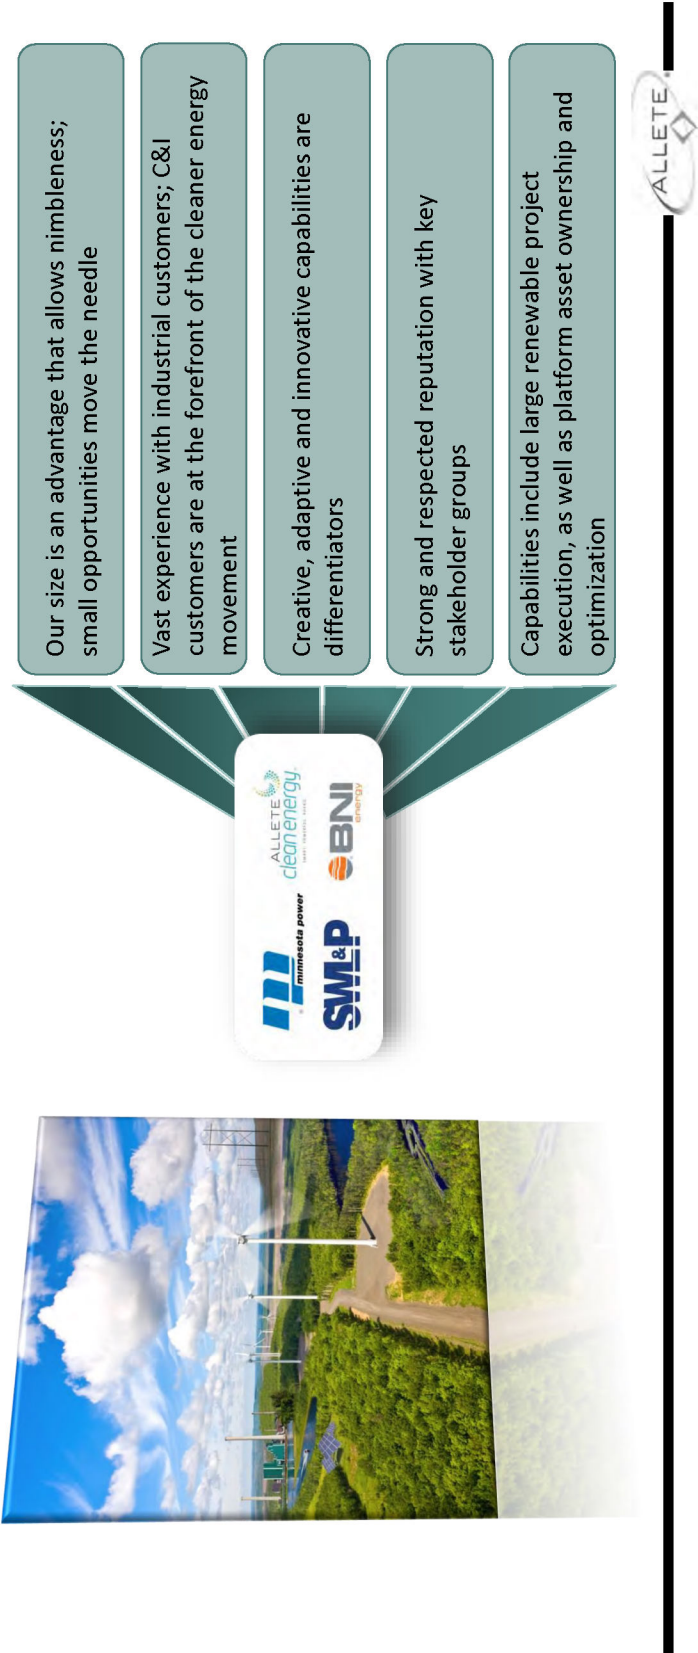 minnesota power
ALLETE
clean energy
SWL&P
BNI
energy
Our size is an advantage that allows nimbleness;
small opportunities move the needle
Vast experience with industrial customers; C&I
customers are at the forefront of the cleaner energy
movement
Creative, adaptive and innovative capabilities are
differentiators
Strong and respected reputation with key
stakeholder groups
Capabilities include large renewable project
execution, as well as platform asset ownership and
optimization
ALLETE